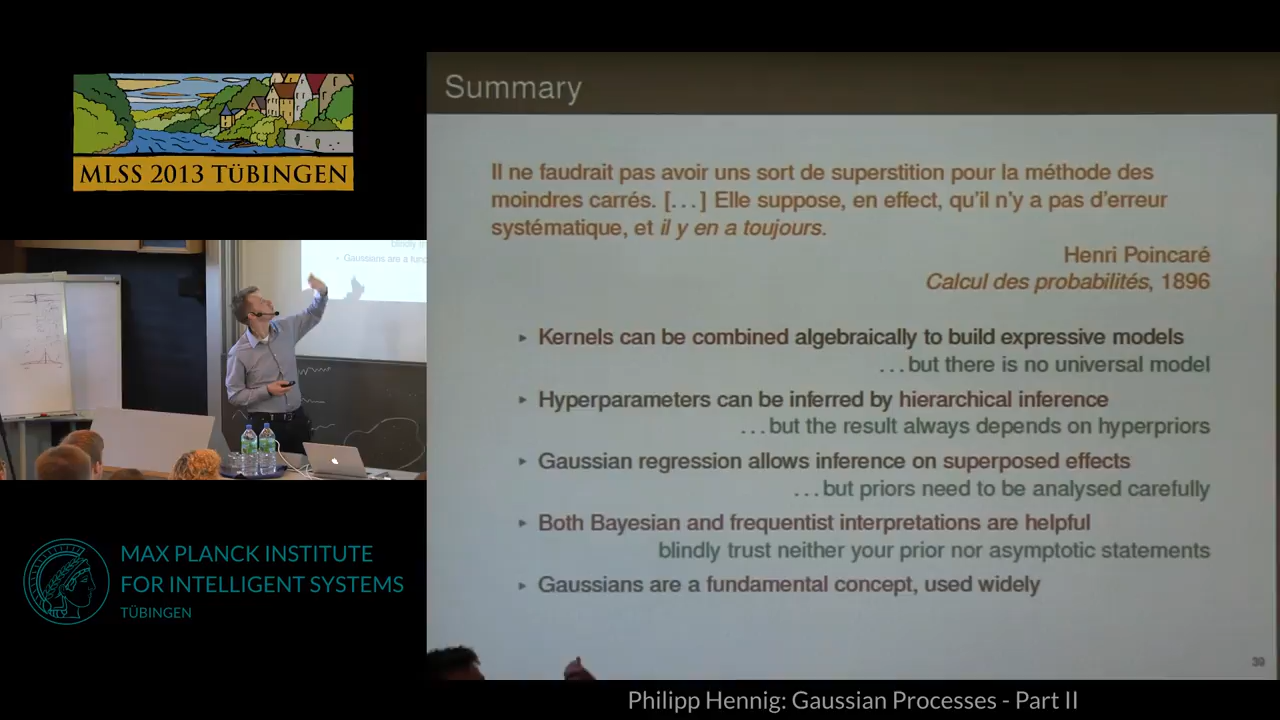 MLSS 2013 TÜBINGEN
Summary
Il ne faudrait pas avoir uns sort de superstition pour la méthode des
moindres carrés. [...] Elle suppose, en effect, qu'il n'y a pas d'erreur
systématique, et il y en a toujours.
Henri Poincaré
Calcul des probabilités, 1896
▸ Kernels can be combined algebraically to build expressive models
...but there is no universal model
▸ Hyperparameters can be inferred by hierarchical inference
...but the result always depends on hyperpriors
▸ Gaussian regression allows inference on superposed effects
...but priors need to be analysed carefully
▸ Both Bayesian and frequentist interpretations are helpful
blindly trust neither your prior nor asymptotic statements
▸ Gaussians are a fundamental concept, used widely
39
blindly tr
Gaussians are a func
MAX PLANCK INSTITUTE
FOR INTELLIGENT SYSTEMS
TÜBINGEN
Philipp Hennig: Gaussian Processes - Part II